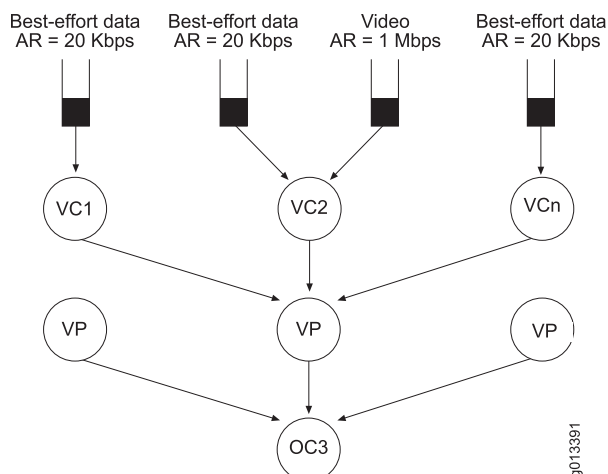 Best-effort data
AR = 20 Kbps
Best-effort data
AR = 20 Kbps
Video
AR = 1 Mbps
Best-effort data
AR = 20 Kbps
VC1
VC2
VCn
VP
VP
VP
OC3
g013391